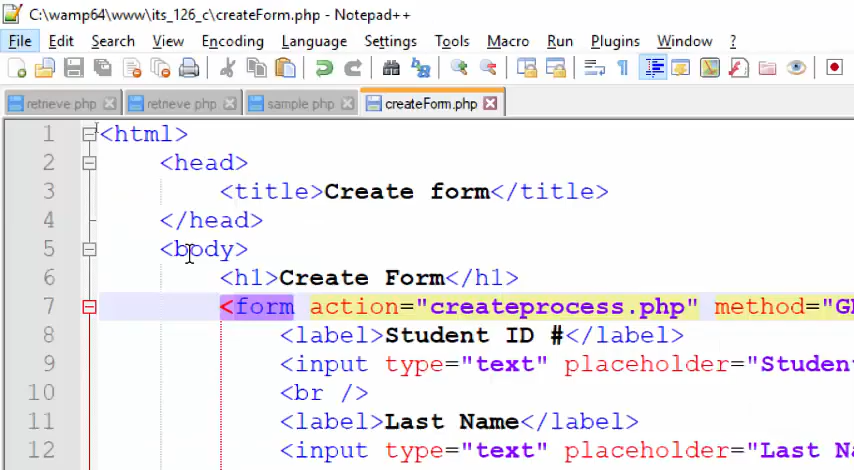 C:\wamp64\www\its_126_c\createForm.php - Notepad++
File Edit Search View Encoding Language Settings Tools Macro Run Plugins Window ?
retrieve.php retrieve.php sample.php createForm.php
1 <html>
2 <head>
3 <title>Create form</title>
4 </head>
5 <body>
6 <h1>Create Form</h1>
7 <form action="createprocess.php" method="G
8 <label>Student ID #</label>
9 <input type="text" placeholder="Student
10 <br />
11 <label>Last Name</label>
12 <input type="text" placeholder="Last Na